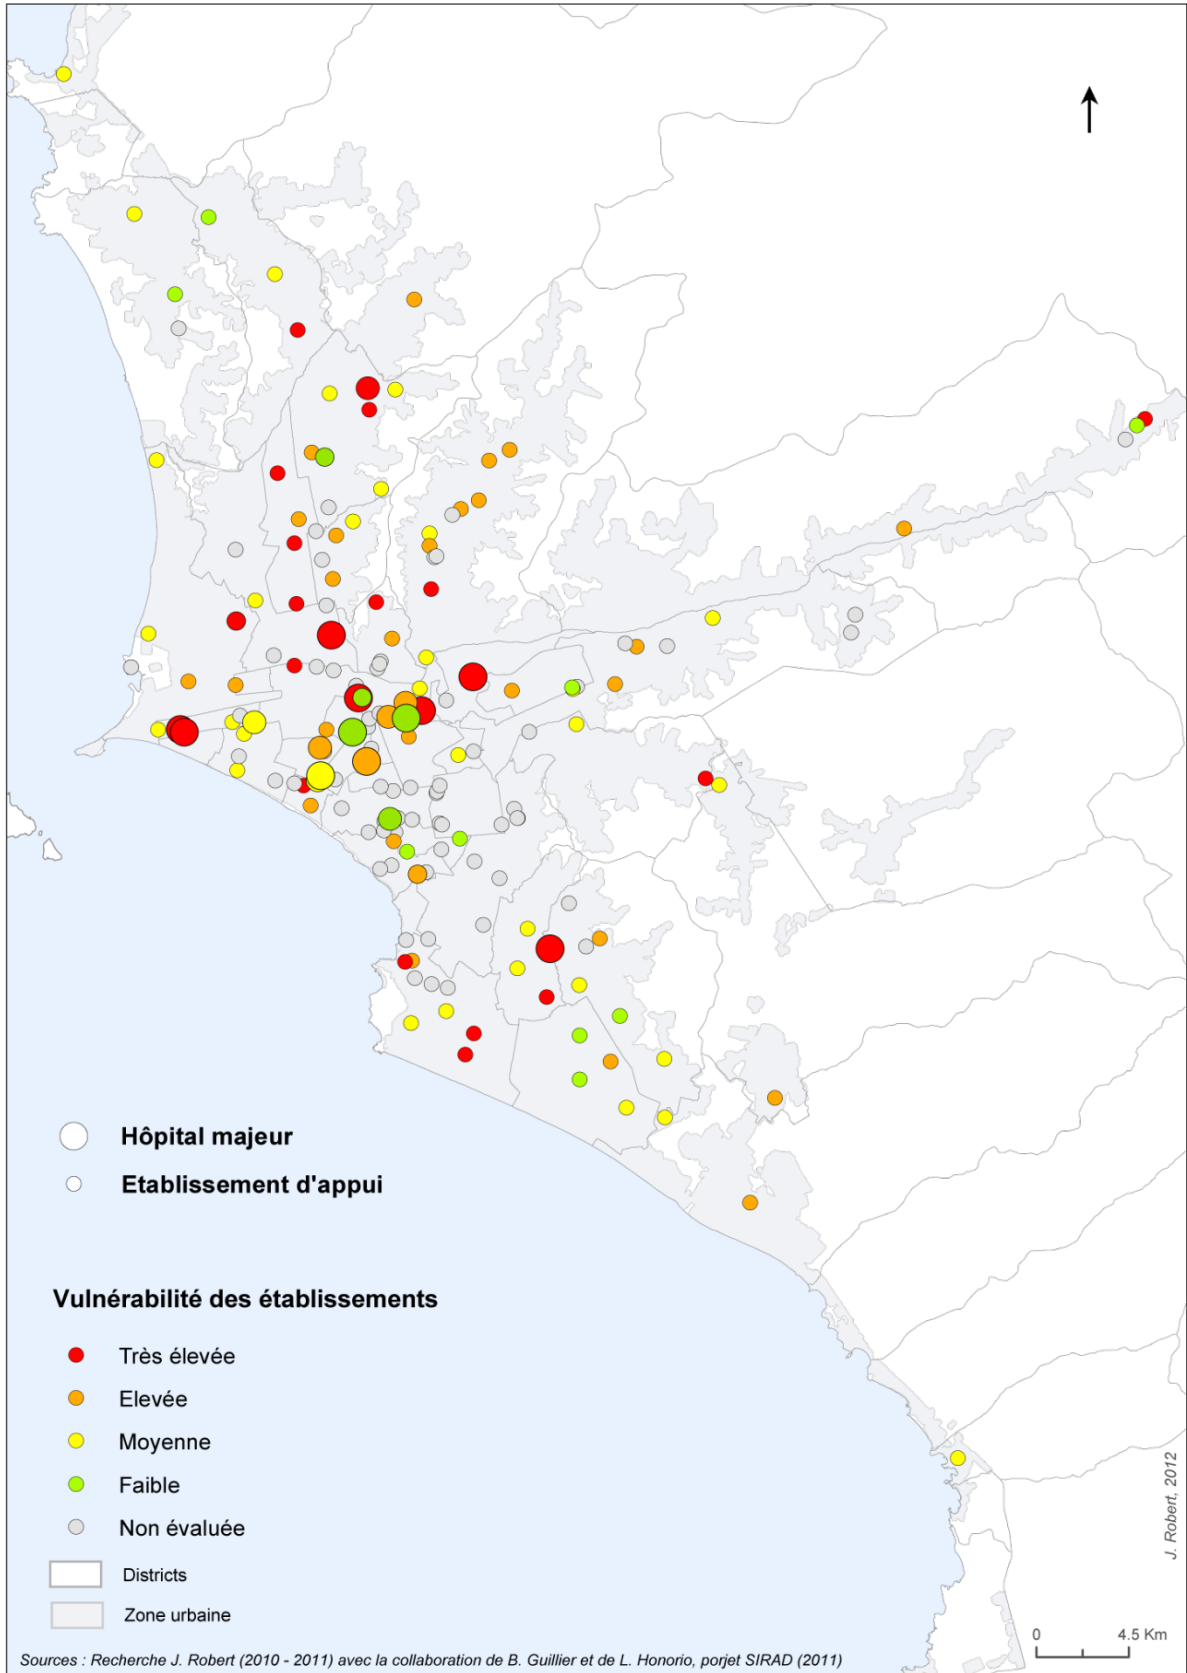 Hôpital majeur
Etablissement d'appui
Vulnérabilité des établissements
Très élevée
Elevée
Moyenne
Faible
Non évaluée
Districts
Zone urbaine
J. Robert, 2012
0 4.5 Km
Sources : Recherche J. Robert (2010 - 2011) avec la collaboration de B. Guillier et de L. Honorio, porjet SIRAD (2011)